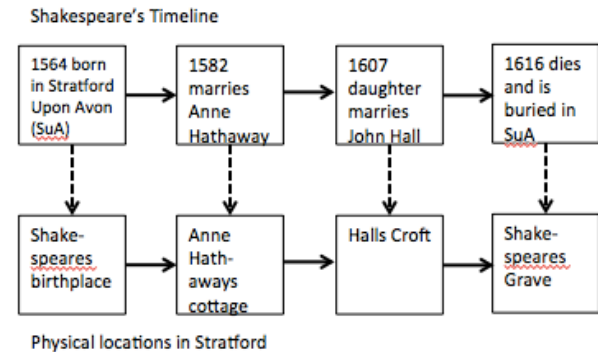 Shakespeare's Timeline
1564 born
in Stratford
Upon Avon
(SuA)
1582
marries
Anne
Hathaway
1607
daughter
marries
John Hall
1616 dies
and is
buried in
SuA
Shake-
speares
birthplace
Anne
Hath-
aways
cottage
Halls Croft
Shake-
speares
Grave
Physical locations in Stratford